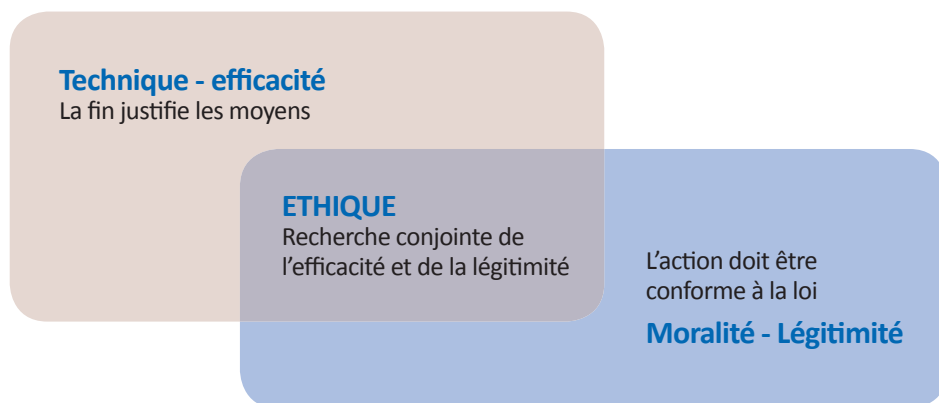 Technique - efficacité
La fin justifie les moyens
ETHIQUE
Recherche conjointe de
l’efficacité et de la légitimité
L’action doit être
conforme à la loi
Moralité - Légitimité